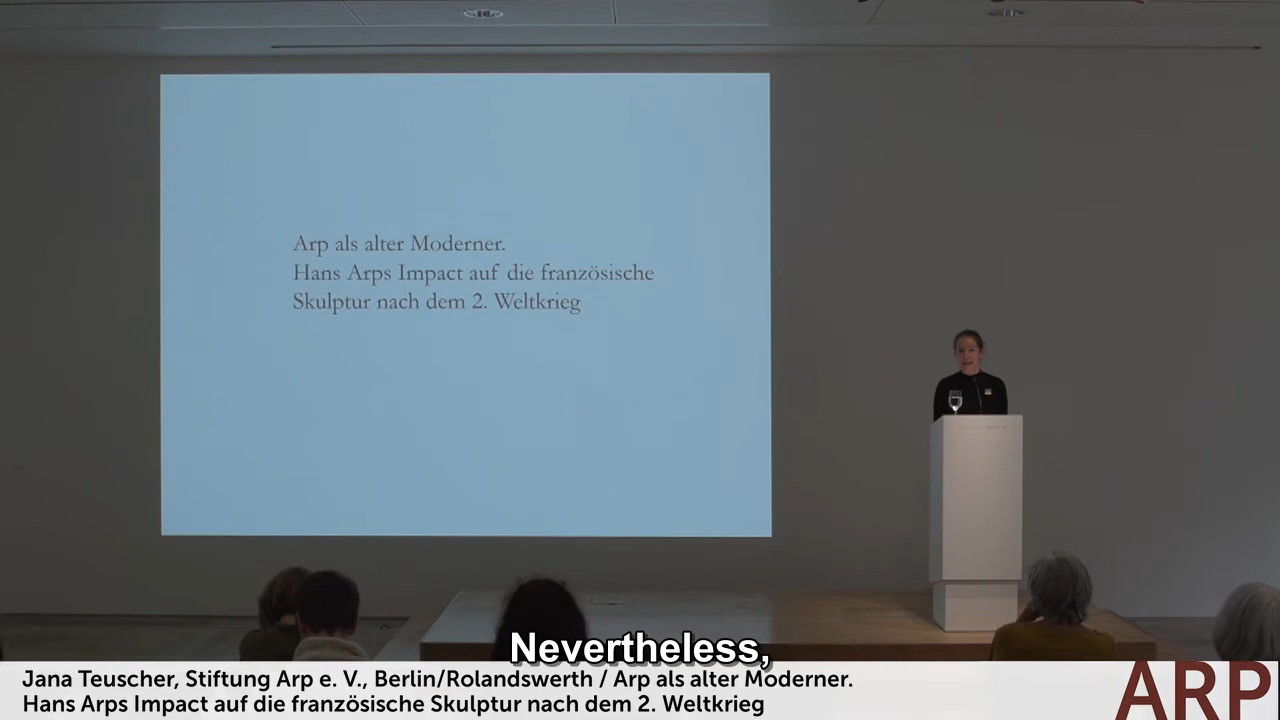 Arp als alter Moderner.
Hans Arps Impact auf die französische
Skulptur nach dem 2. Weltkrieg
Nevertheless,
Jana Teuscher, Stiftung Arp e. V., Berlin/Rolandswerth / Arp als alter Moderner.
Hans Arps Impact auf die französische Skulptur nach dem 2. Weltkrieg
ARP